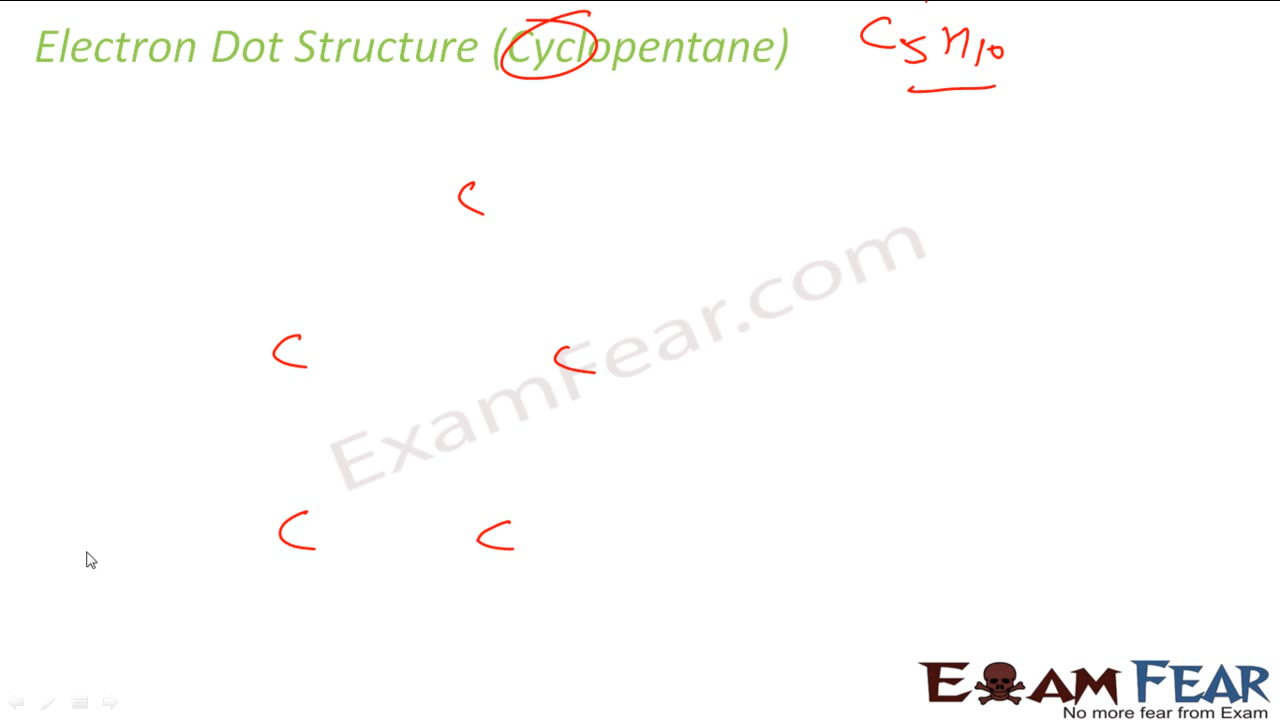 Electron Dot Structure (Cyclopentane) C5H10
C
C C
C C
ExamFear.com
EXAM FEAR
No more fear from Exam